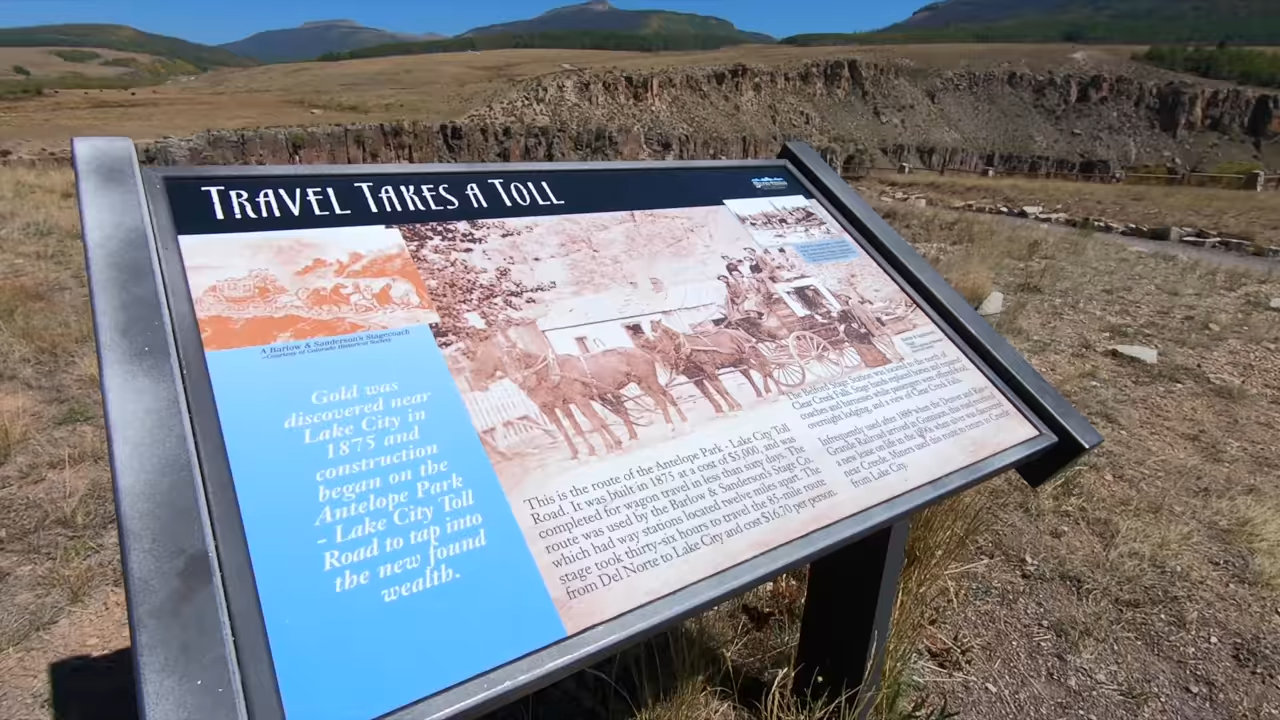 TRAVEL TAKES A TOLL
A Barlow & Sanderson's Stagecoach
~Courtesy of Colorado Historical Society
Gold was
discovered near
Lake City in
1875 and
construction
began on the
Antelope Park
- Lake City Toll
Road to tap into
the new found
wealth.
This is the route of the Antelope Park - Lake City Toll
Road. It was built in 1875 at a cost of $5,000, and was
completed for wagon travel in less than sixty days. The
route was used by the Barlow & Sanderson's Stage Co.
which had way stations located twelve miles apart. The
stage took thirty-six hours to travel the 85-mile route
from Del Norte to Lake City and cost $16.70 per person.
The Bedford Stage Station was located to the north of
Clear Creek Falls. Stage hands replaced horses and repaired
coaches and harnesses while passengers were offered food,
overnight lodging, and a view of Clear Creek Falls.
Infrequently used after 1889 when the Denver and Rio
Grande Railroad arrived in Gunnison, this road received
a new lease on life in the 1890s when silver was discovered
near Creede. Miners used this route to return to Creede
from Lake City.